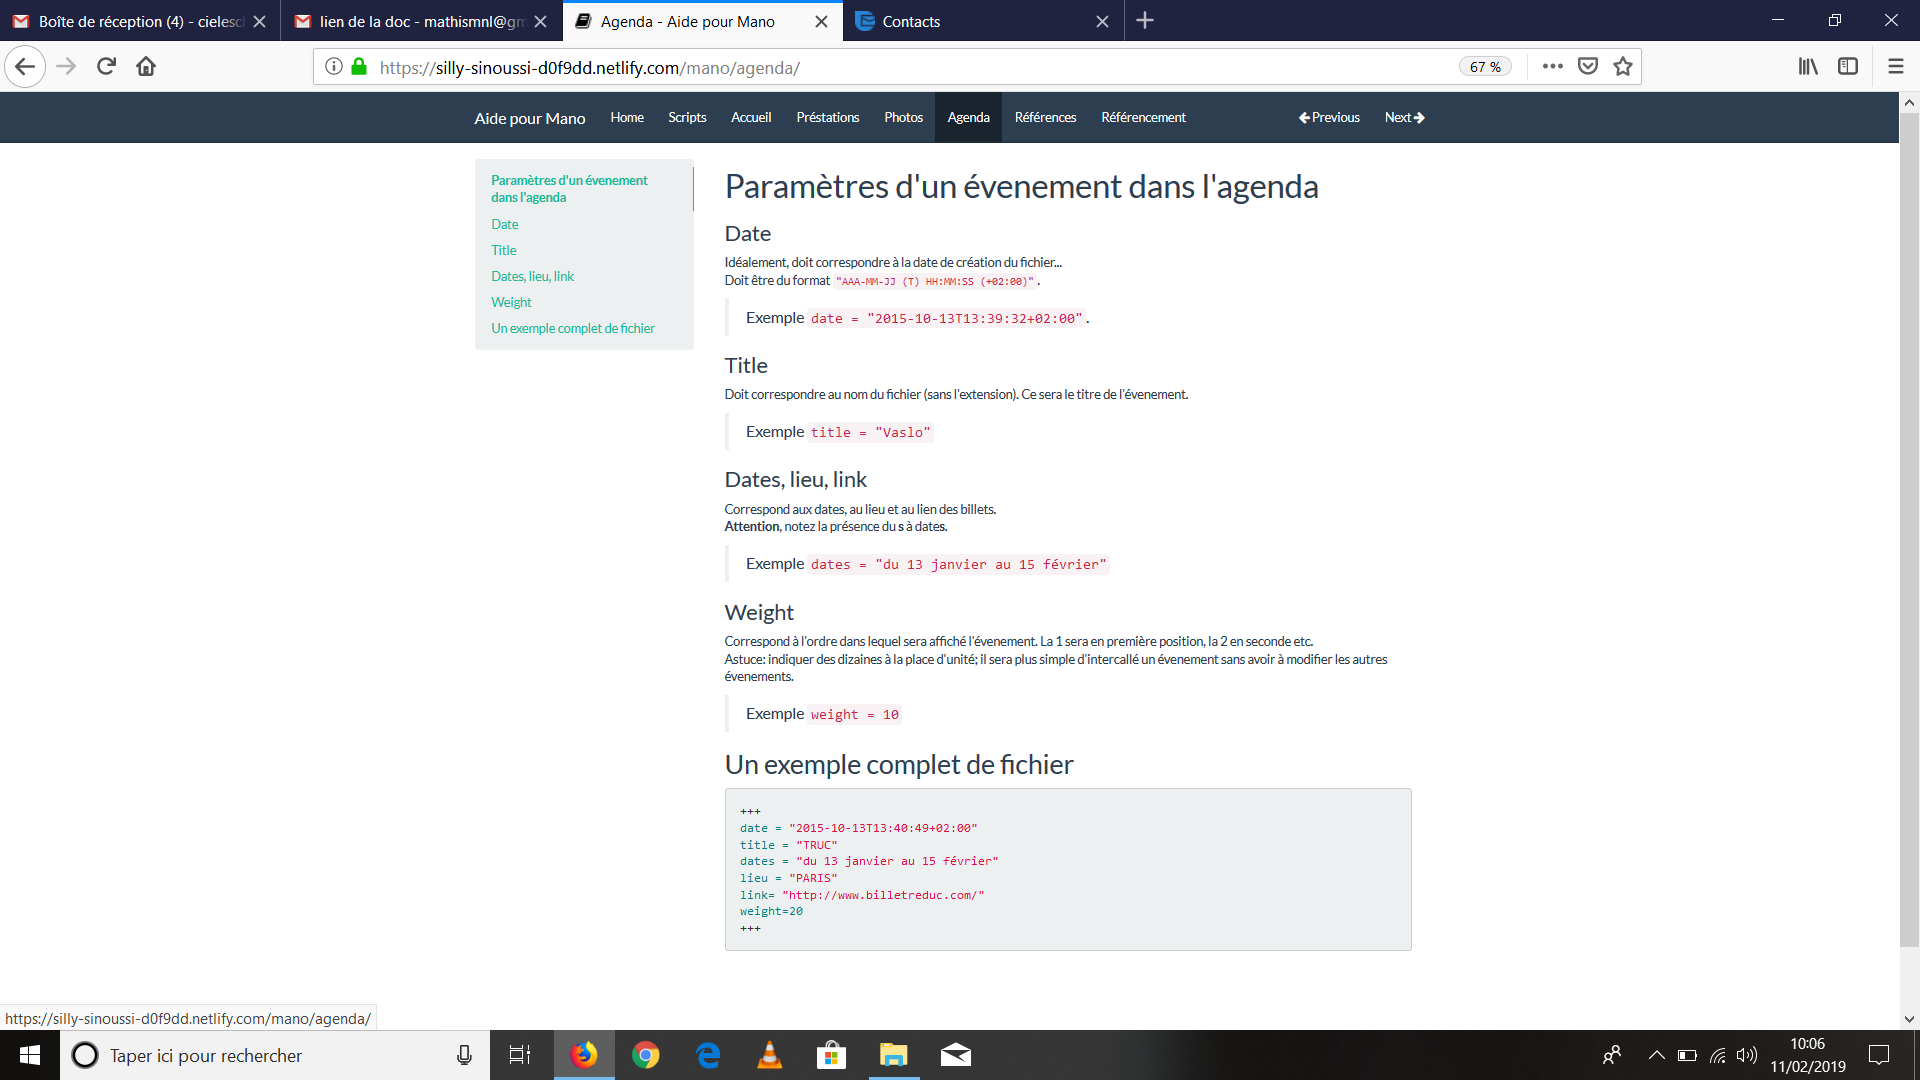 Boîte de réception (4) - cielesc
lien de la doc - mathismnl@gm
Agenda - Aide pour Mano
Contacts
https://silly-sinoussi-d0f9dd.netlify.com/mano/agenda/
67 %
Aide pour Mano Home Scripts Accueil Préstations Photos Agenda Références Référencement Previous Next
Paramètres d'un évenement
dans l'agenda
Date
Title
Dates, lieu, link
Weight
Un exemple complet de fichier
Paramètres d'un évenement dans l'agenda
Date
Idéalement, doit correspondre à la date de création du fichier...
Doit être du format "AAA-MM-JJ (T) HH:MM:SS (+02:00)".
Exemple date = "2015-10-13T13:39:32+02:00".
Title
Doit correspondre au nom du fichier (sans l'extension). Ce sera le titre de l'évenement.
Exemple title = "Vaslo"
Dates, lieu, link
Correspond aux dates, au lieu et au lien des billets.
Attention, notez la présence du s à dates.
Exemple dates = "du 13 janvier au 15 février"
Weight
Correspond à l'ordre dans lequel sera affiché l'évenement. La 1 sera en première position, la 2 en seconde etc.
Astuce: indiquer des dizaines à la place d'unité; il sera plus simple d'intercallé un évenement sans avoir à modifier les autres
évenements.
Exemple weight = 10
Un exemple complet de fichier
+++
date = "2015-10-13T13:40:49+02:00"
title = "TRUC"
dates = "du 13 janvier au 15 février"
lieu = "PARIS"
link= "http://www.billetreduc.com/"
weight=20
+++
https://silly-sinoussi-d0f9dd.netlify.com/mano/agenda/
Taper ici pour rechercher
10:06
11/02/2019